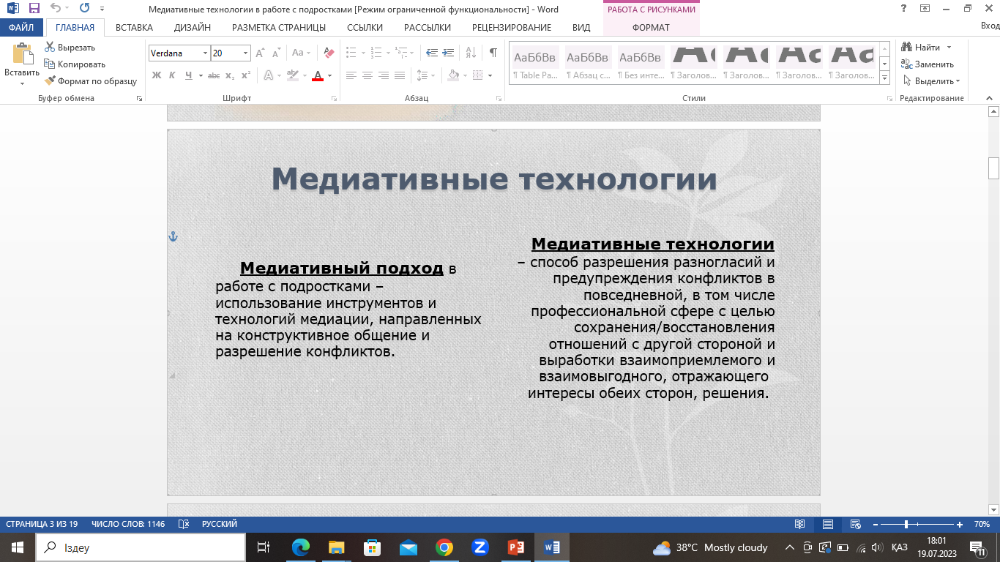 Медиативные технологии в работе с подростками [Режим ограниченной функциональности] - Word
РАБОТА С РИСУНКАМИ
Вход
ФАЙЛ ГЛАВНАЯ ВСТАВКА ДИЗАЙН РАЗМЕТКА СТРАНИЦЫ ССЫЛКИ РАССЫЛКИ РЕЦЕНЗИРОВАНИЕ ВИД ФОРМАТ
Вставить
Вырезать
Копировать
Формат по образцу
Буфер обмена
Verdana 20
Ж К Ч abc x₂ x²
Шрифт
Абзац
АаБбВв АаБбВв АаБбВв
¶ Table Pa... ¶ Абзац с... ¶ Без инте... ¶ Заголов... ¶ Заголов... ¶ Заголов... ¶ Заголов...
Стили
Найти
Заменить
Выделить
Редактирование
Медиативные технологии
Медиативный подход в
работе с подростками –
использование инструментов и
технологий медиации, направленных
на конструктивное общение и
разрешение конфликтов.
Медиативные технологии
– способ разрешения разногласий и
предупреждения конфликтов в
повседневной, в том числе
профессиональной сфере с целью
сохранения/восстановления
отношений с другой стороной и
выработки взаимоприемлемого и
взаимовыгодного, отражающего
интересы обеих сторон, решения.
СТРАНИЦА 3 ИЗ 19 ЧИСЛО СЛОВ: 1146 РУССКИЙ 70%
Іздеу
38°C Mostly cloudy
ҚАЗ
18:01
19.07.2023
11